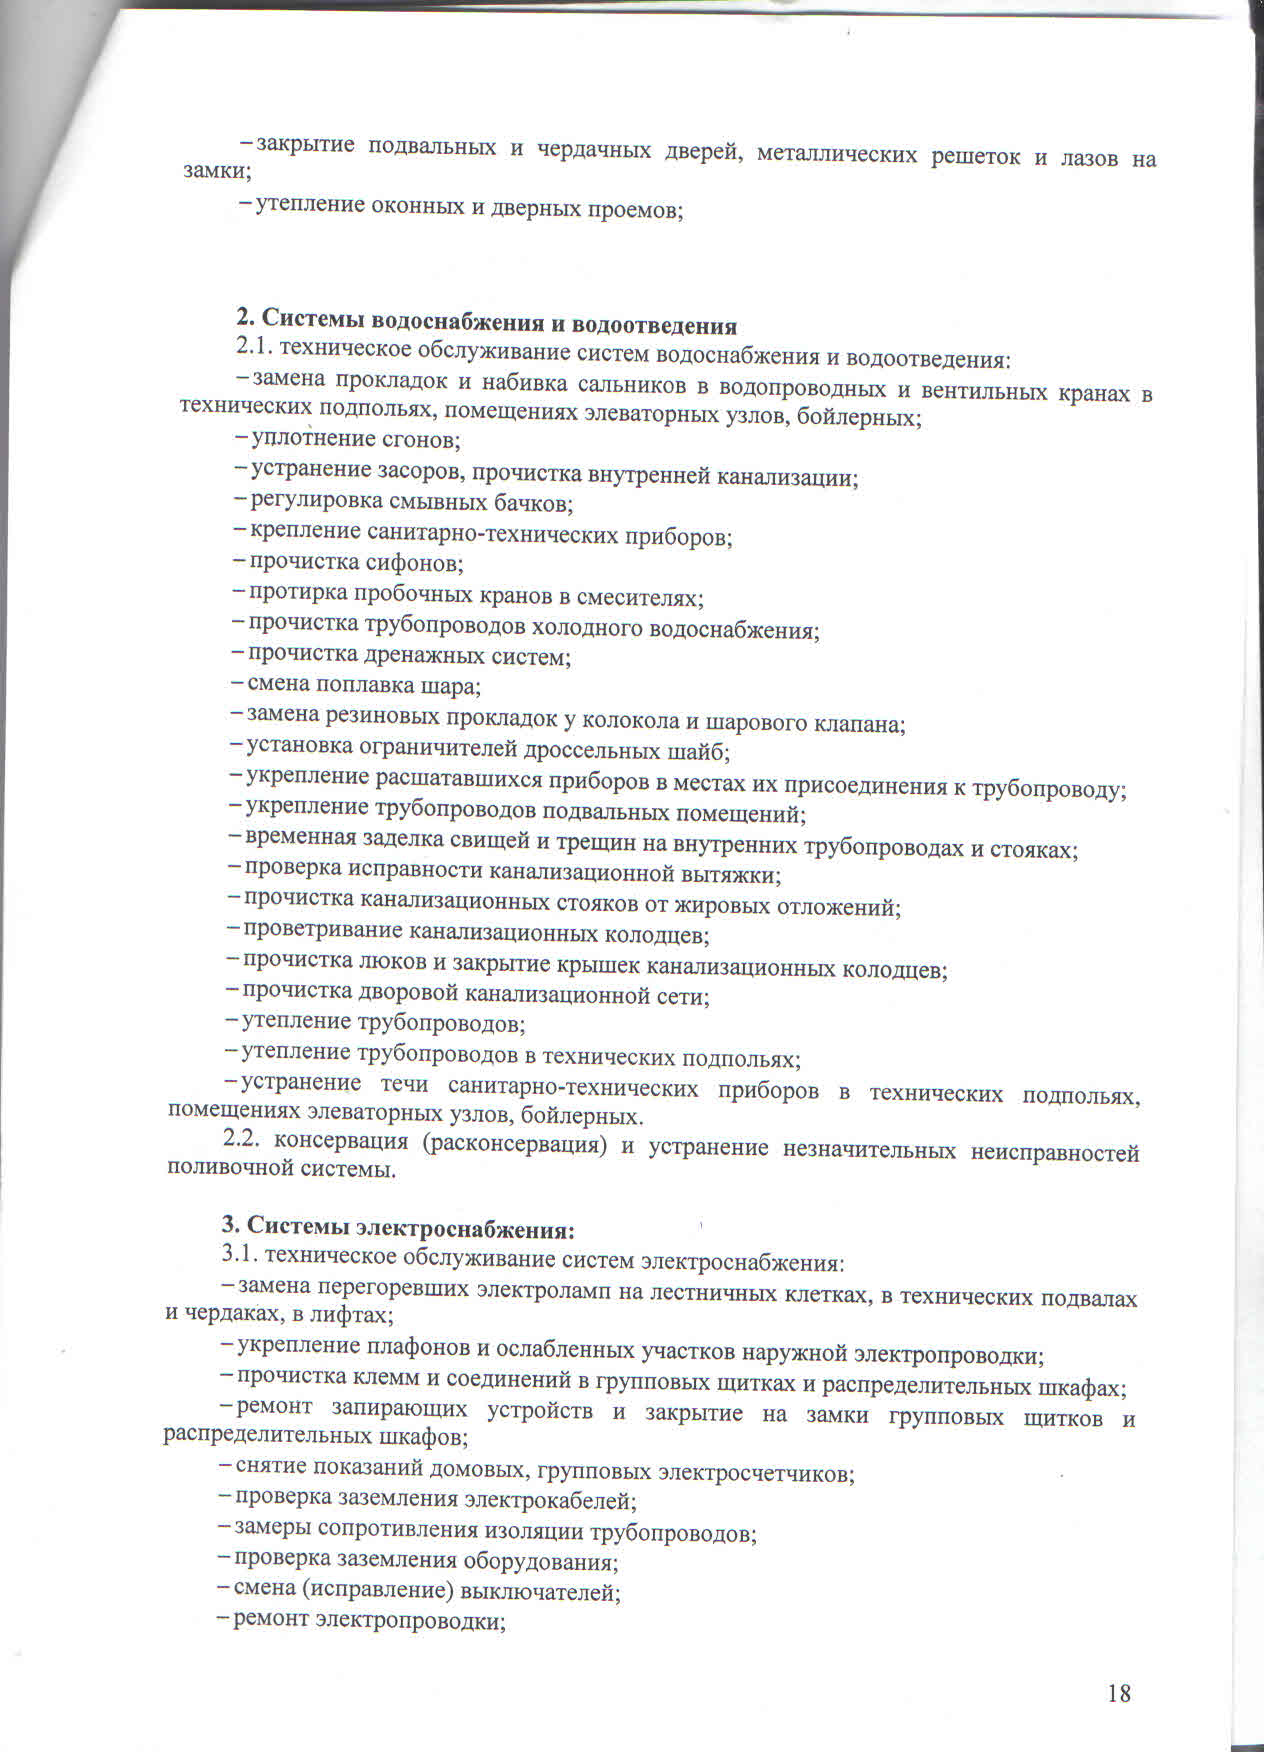 –закрытие подвальных и чердачных дверей, металлических решеток и лазов на
замки;
–утепление оконных и дверных проемов;
2. Системы водоснабжения и водоотведения
2.1. техническое обслуживание систем водоснабжения и водоотведения:
–замена прокладок и набивка сальников в водопроводных и вентильных кранах в
технических подпольях, помещениях элеваторных узлов, бойлерных;
–уплотнение сгонов;
–устранение засоров, прочистка внутренней канализации;
–регулировка смывных бачков;
–крепление санитарно-технических приборов;
–прочистка сифонов;
–протирка пробочных кранов в смесителях;
–прочистка трубопроводов холодного водоснабжения;
–прочистка дренажных систем;
–смена поплавка шара;
–замена резиновых прокладок у колокола и шарового клапана;
–установка ограничителей дроссельных шайб;
–укрепление расшатавшихся приборов в местах их присоединения к трубопроводу;
–укрепление трубопроводов подвальных помещений;
–временная заделка свищей и трещин на внутренних трубопроводах и стояках;
–проверка исправности канализационной вытяжки;
–прочистка канализационных стояков от жировых отложений;
–проветривание канализационных колодцев;
–прочистка люков и закрытие крышек канализационных колодцев;
–прочистка дворовой канализационной сети;
–утепление трубопроводов;
–утепление трубопроводов в технических подпольях;
–устранение течи санитарно-технических приборов в технических подпольях,
помещениях элеваторных узлов, бойлерных.
2.2. консервация (расконсервация) и устранение незначительных неисправностей
поливочной системы.
3. Системы электроснабжения:
3.1. техническое обслуживание систем электроснабжения:
–замена перегоревших электроламп на лестничных клетках, в технических подвалах
и чердаках, в лифтах;
–укрепление плафонов и ослабленных участков наружной электропроводки;
–прочистка клемм и соединений в групповых щитках и распределительных шкафах;
–ремонт запирающих устройств и закрытие на замки групповых щитков и
распределительных шкафов;
–снятие показаний домовых, групповых электросчетчиков;
–проверка заземления электрокабелей;
–замеры сопротивления изоляции трубопроводов;
–проверка заземления оборудования;
–смена (исправление) выключателей;
–ремонт электропроводки;
18